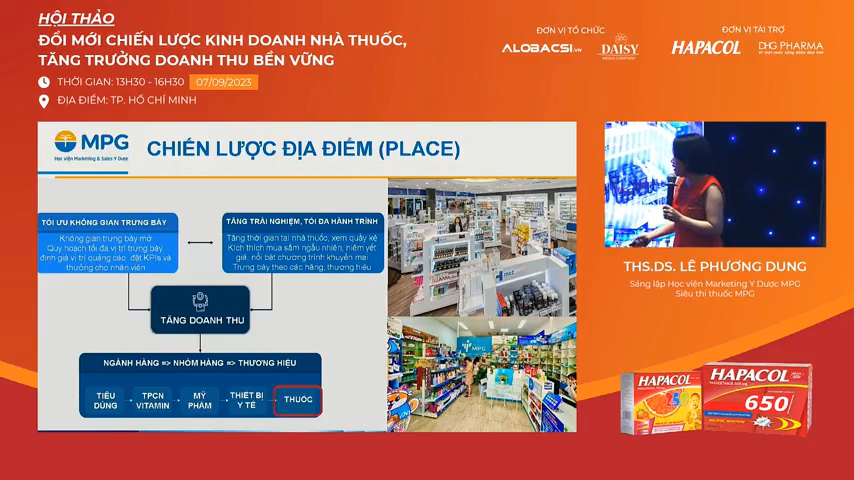 HỘI THẢO
ĐỔI MỚI CHIẾN LƯỢC KINH DOANH NHÀ THUỐC,
TĂNG TRƯỞNG DOANH THU BỀN VỮNG
THỜI GIAN: 13H30 - 16H30 07/09/2023
ĐỊA ĐIỂM: TP. HỒ CHÍ MINH
ĐƠN VỊ TỔ CHỨC
ALOBACSI.VN
DAISY
MEDIA COMPANY
ĐƠN VỊ TÀI TRỢ
HAPACOL
DHG PHARMA
MPG
Học viện Marketing & Sales Y Dược
CHIẾN LƯỢC ĐỊA ĐIỂM (PLACE)
TỐI ƯU KHÔNG GIAN TRƯNG BÀY
Không gian trưng bày mở
Quy hoạch tối đa vị trí trưng bày,
định giá vị trí quảng cáo đặt KPIs và
thưởng cho nhân viên
TĂNG TRẢI NGHIỆM, TỐI ĐA HÀNH TRÌNH
Tăng thời gian tại nhà thuốc, xem quầy kệ
Kích thích mua sắm ngẫu nhiên, niêm yết
giá, nổi bật chương trình khuyến mại
Trưng bày theo các hãng, thương hiệu
TĂNG DOANH THU
NGÀNH HÀNG => NHÓM HÀNG => THƯƠNG HIỆU
TIÊU
DÙNG
TPCN
VITAMIN
MỸ
PHẨM
THIẾT BỊ
Y TẾ
THUỐC
MPG
THS.DS. LÊ PHƯƠNG DUNG
Sáng lập Học viện Marketing Y Dược MPG
Siêu thị thuốc MPG
HAPACOL
HAPACOL
650